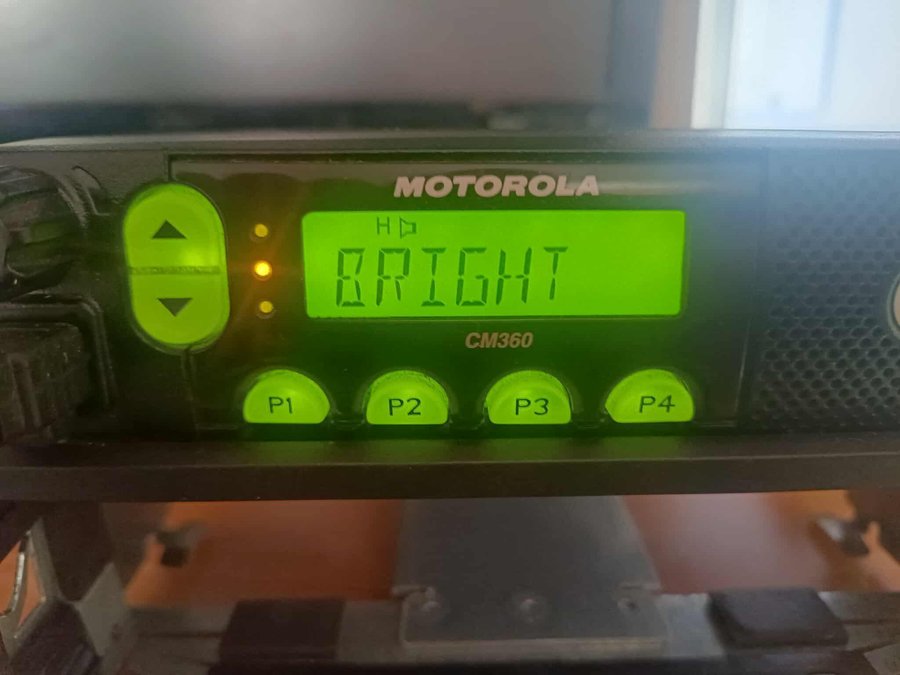 MOTOROLA
H
BRIGHT
CM360
P1 P2 P3 P4